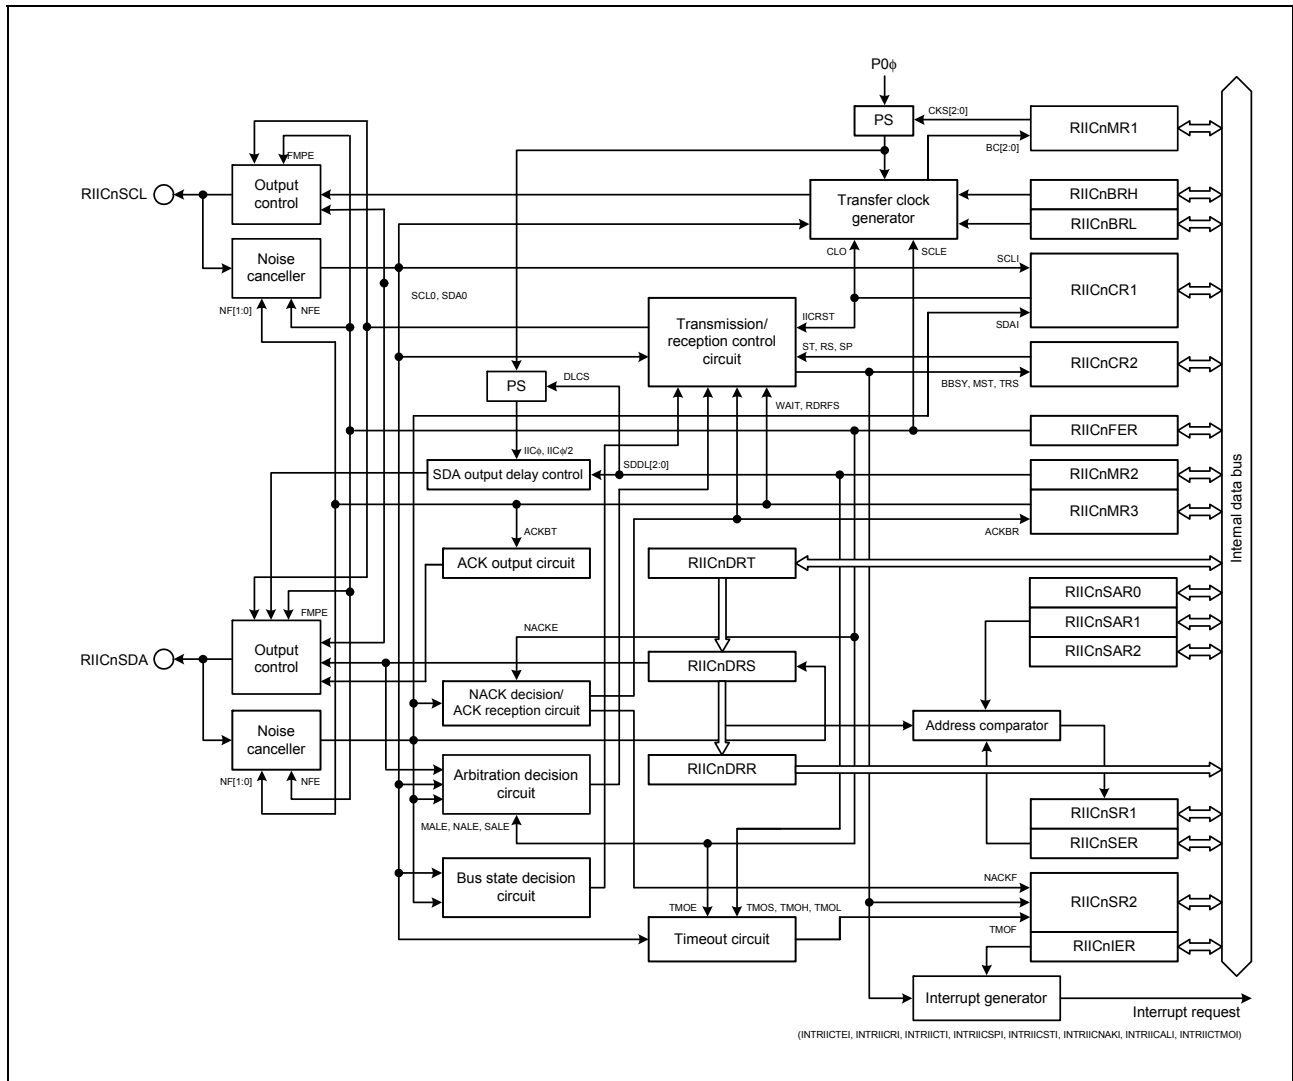 P0ϕ
PS
CKS[2:0]
RIICnMR1
BC[2:0]
FMPE
RIICnSCL
Output
control
Transfer clock
generator
RIICnBRH
RIICnBRL
Noise
canceller
CLO
SCLE
SCLI
RIICnCR1
SCL0, SDA0
NF[1:0]
NFE
Transmission/
reception control
circuit
IICRST
SDAI
ST, RS, SP
RIICnCR2
BBSY, MST, TRS
PS
DLCS
WAIT, RDRFS
RIICnFER
IICϕ, IICϕ/2
SDA output delay control
SDDL[2:0]
RIICnMR2
RIICnMR3
ACKBT
ACKBR
ACK output circuit
RIICnDRT
RIICnSAR0
RIICnSAR1
RIICnSAR2
FMPE
NACKE
RIICnSDA
Output
control
RIICnDRS
NACK decision/
ACK reception circuit
Address comparator
Noise
canceller
NF[1:0]
NFE
Arbitration decision
circuit
RIICnDRR
MALE, NALE, SALE
RIICnSR1
RIICnSER
Bus state decision
circuit
NACKF
RIICnSR2
TMOE
TMOS, TMOH, TMOL
TMOF
Timeout circuit
RIICnIER
Interrupt generator
Interrupt request
(INTRIICTEI, INTRIICRI, INTRIICTI, INTRIICSPI, INTRIICSTI, INTRIICNAKI, INTRIICALI, INTRIICTMOI)
Internal data bus